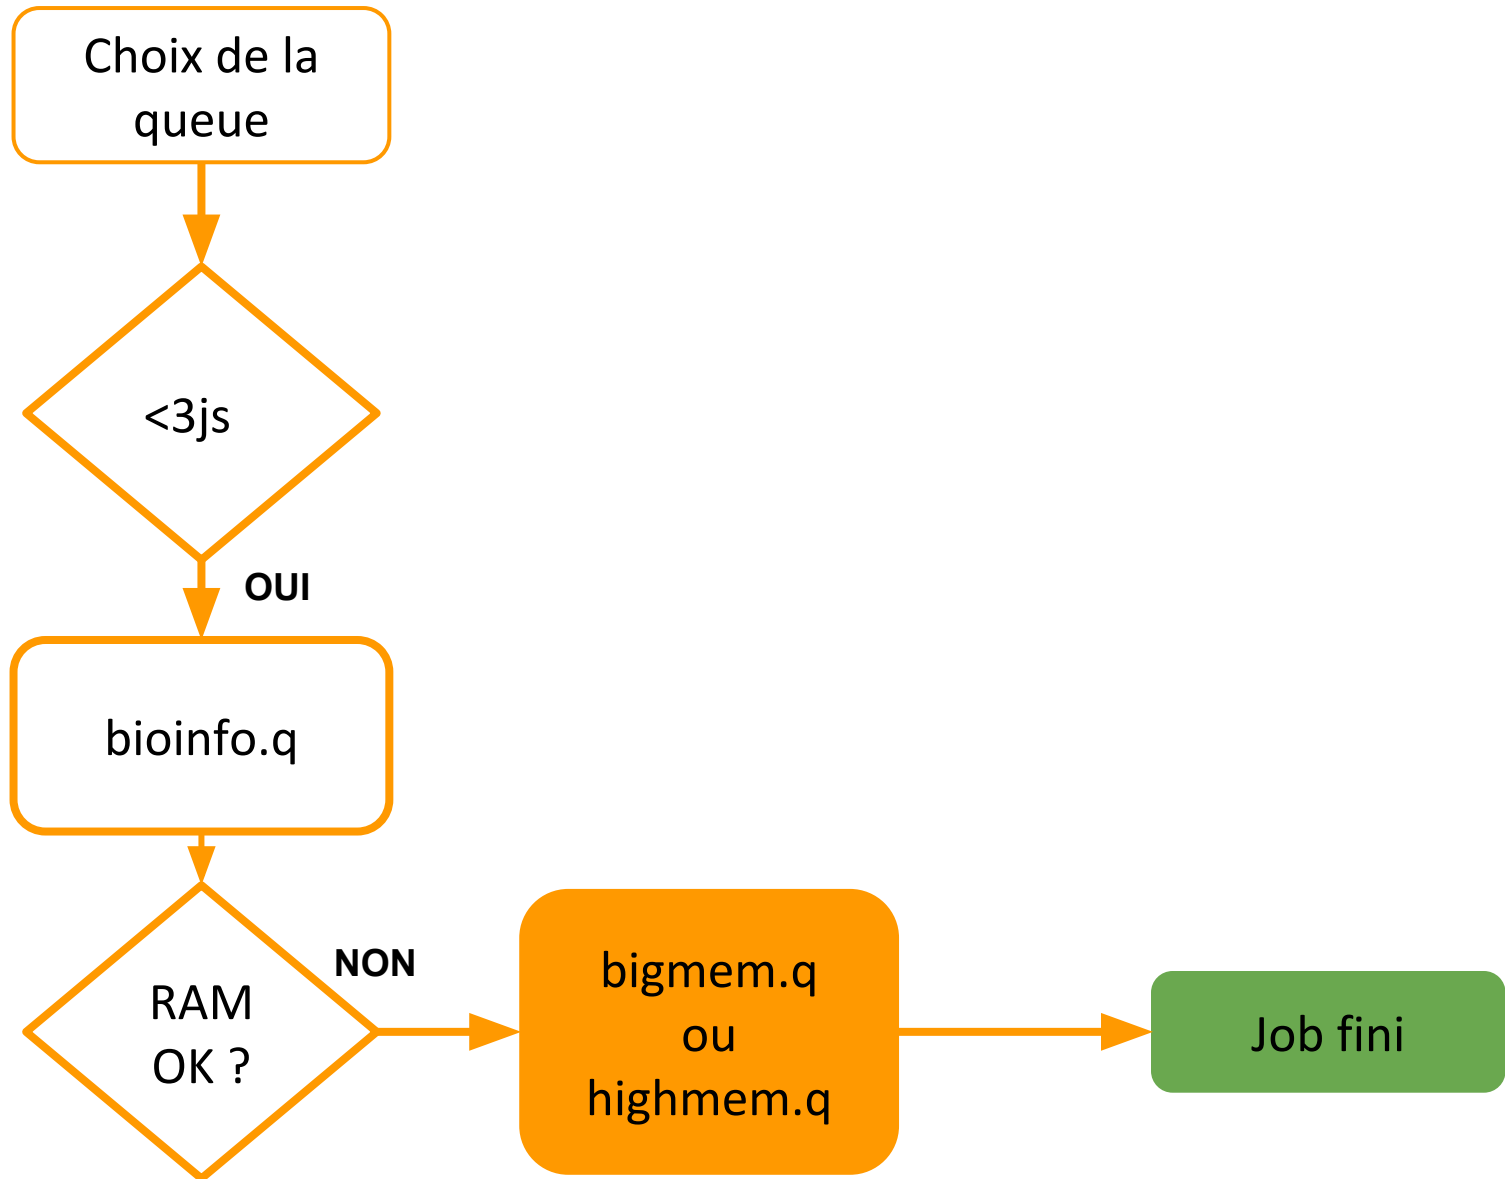 Choix de la
queue
<3js
OUI
bioinfo.q
NON
RAM
OK ?
bigmem.q
ou
highmem.q
Job fini